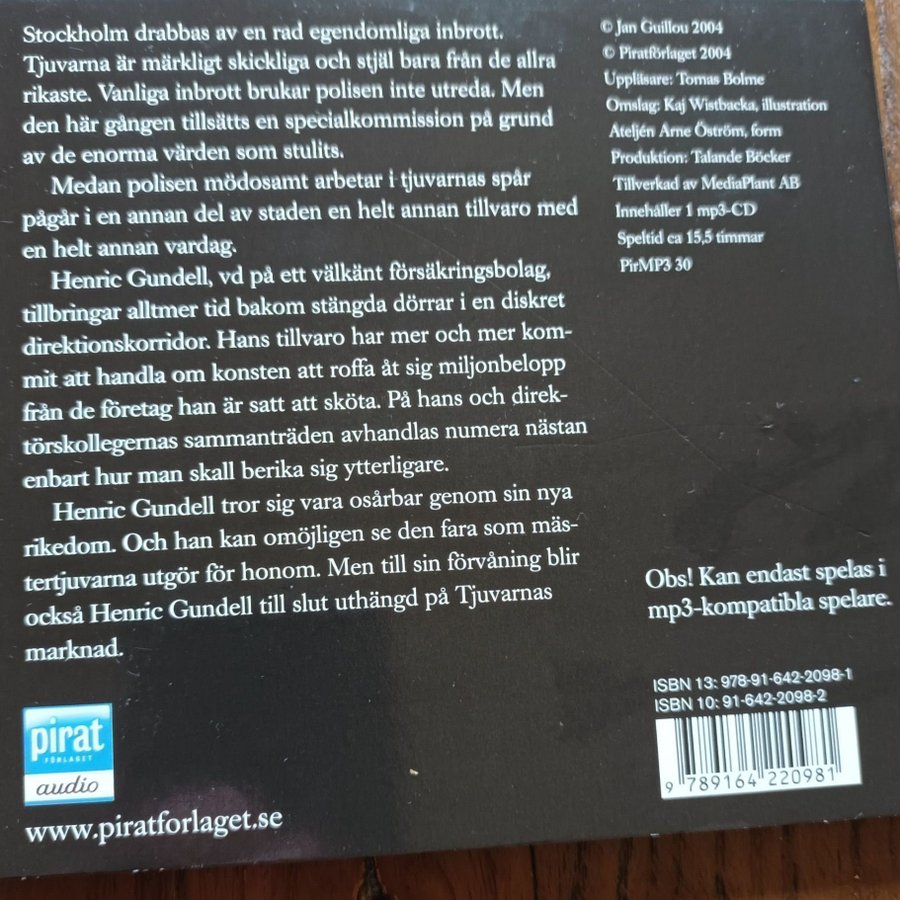 Stockholm drabbas av en rad egendomliga inbrott.
Tjuvarna är märkligt skickliga och stjäl bara från de allra
rikaste. Vanliga inbrott brukar polisen inte utreda. Men
den här gången tillsätts en specialkommission på grund
av de enorma värden som stulits.
Medan polisen mödosamt arbetar i tjuvarnas spår
pågår i en annan del av staden en helt annan tillvaro med
en helt annan vardag.
Henric Gundell, vd på ett välkänt försäkringsbolag,
tillbringar alltmer tid bakom stängda dörrar i en diskret
direktionskorridor. Hans tillvaro har mer och mer kom-
mit att handla om konsten att roffa åt sig miljonbelopp
från de företag han är satt att sköta. På hans och direk-
törskollegernas sammanträden avhandlas numera nästan
enbart hur man skall berika sig ytterligare.
Henric Gundell tror sig vara osårbar genom sin nya
rikedom. Och han kan omöjligen se den fara som mäs-
tertjuvarna utgör för honom. Men till sin förvåning blir
också Henric Gundell till slut uthängd på Tjuvarnas
marknad.
© Jan Guillou 2004
© Piratförlaget 2004
Uppläsare: Tomas Bolme
Omslag: Kaj Wistbacka, illustration
Ateljén Arne Öström, form
Produktion: Talande Böcker
Tillverkad av MediaPlant AB
Innehåller 1 mp3-CD
Speltid ca 15,5 timmar
PirMP3 30
Obs! Kan endast spelas i
mp3-kompatibla spelare.
ISBN 13: 978-91-642-2098-1
ISBN 10: 91-642-2098-2
9 789164 220981
pirat
FÖRLAGET
audio
www.piratforlaget.se